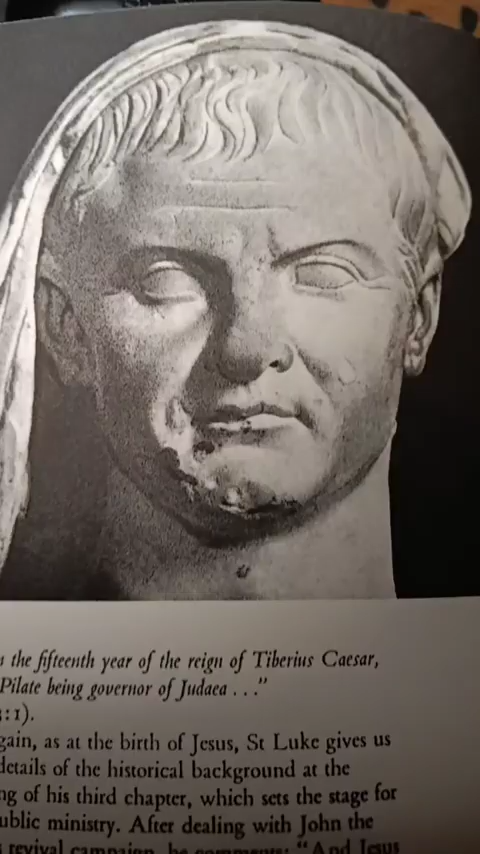 the fifteenth year of the reign of Tiberius Caesar,
Pilate being governor of Judaea . . ."
:1).
gain, as at the birth of Jesus, St Luke gives us
details of the historical background at the
ng of his third chapter, which sets the stage for
ublic ministry. After dealing with John the
revival campaign, he comments: "And Jesus